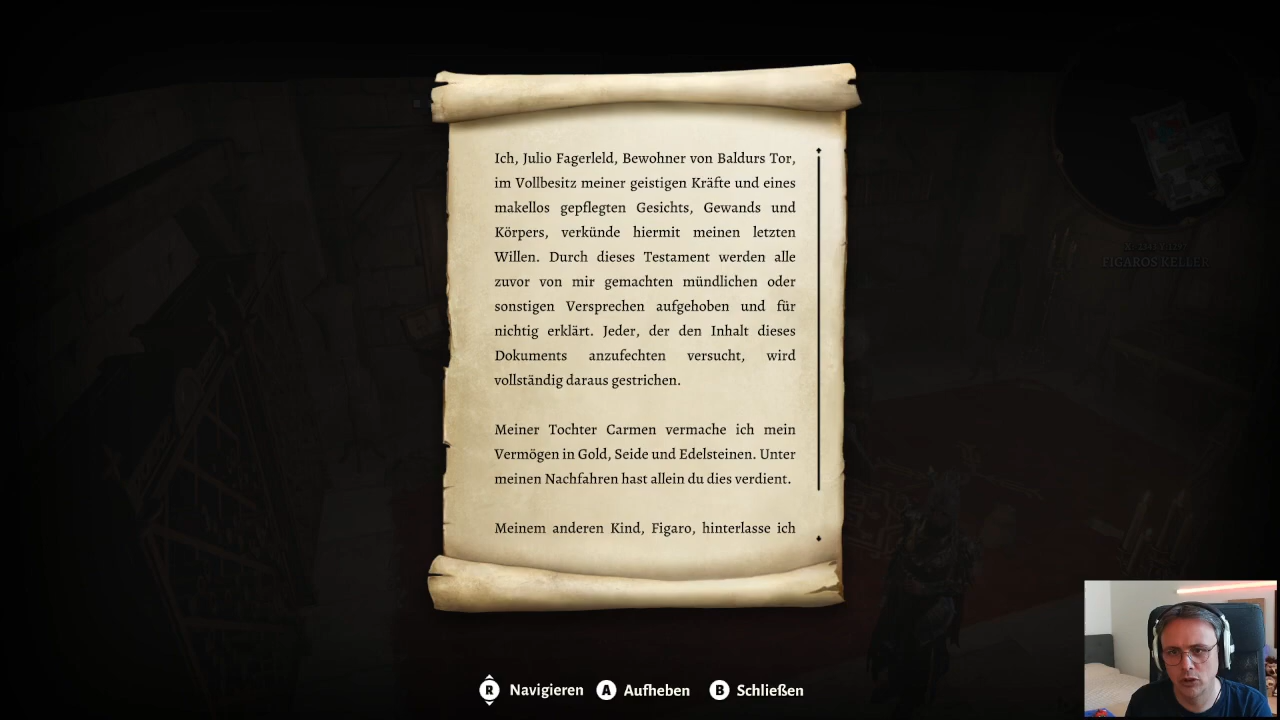 Ich, Julio Fagerleld, Bewohner von Baldurs Tor,
im Vollbesitz meiner geistigen Kräfte und eines
makellos gepflegten Gesichts, Gewands und
Körpers, verkünde hiermit meinen letzten
Willen. Durch dieses Testament werden alle
zuvor von mir gemachten mündlichen oder
sonstigen Versprechen aufgehoben und für
nichtig erklärt. Jeder, der den Inhalt dieses
Dokuments anzufechten versucht, wird
vollständig daraus gestrichen.
Meiner Tochter Carmen vermache ich mein
Vermögen in Gold, Seide und Edelsteinen. Unter
meinen Nachfahren hast allein du dies verdient.
Meinem anderen Kind, Figaro, hinterlasse ich
FIGAROS KELLER
R Navigieren A Aufheben B Schließen